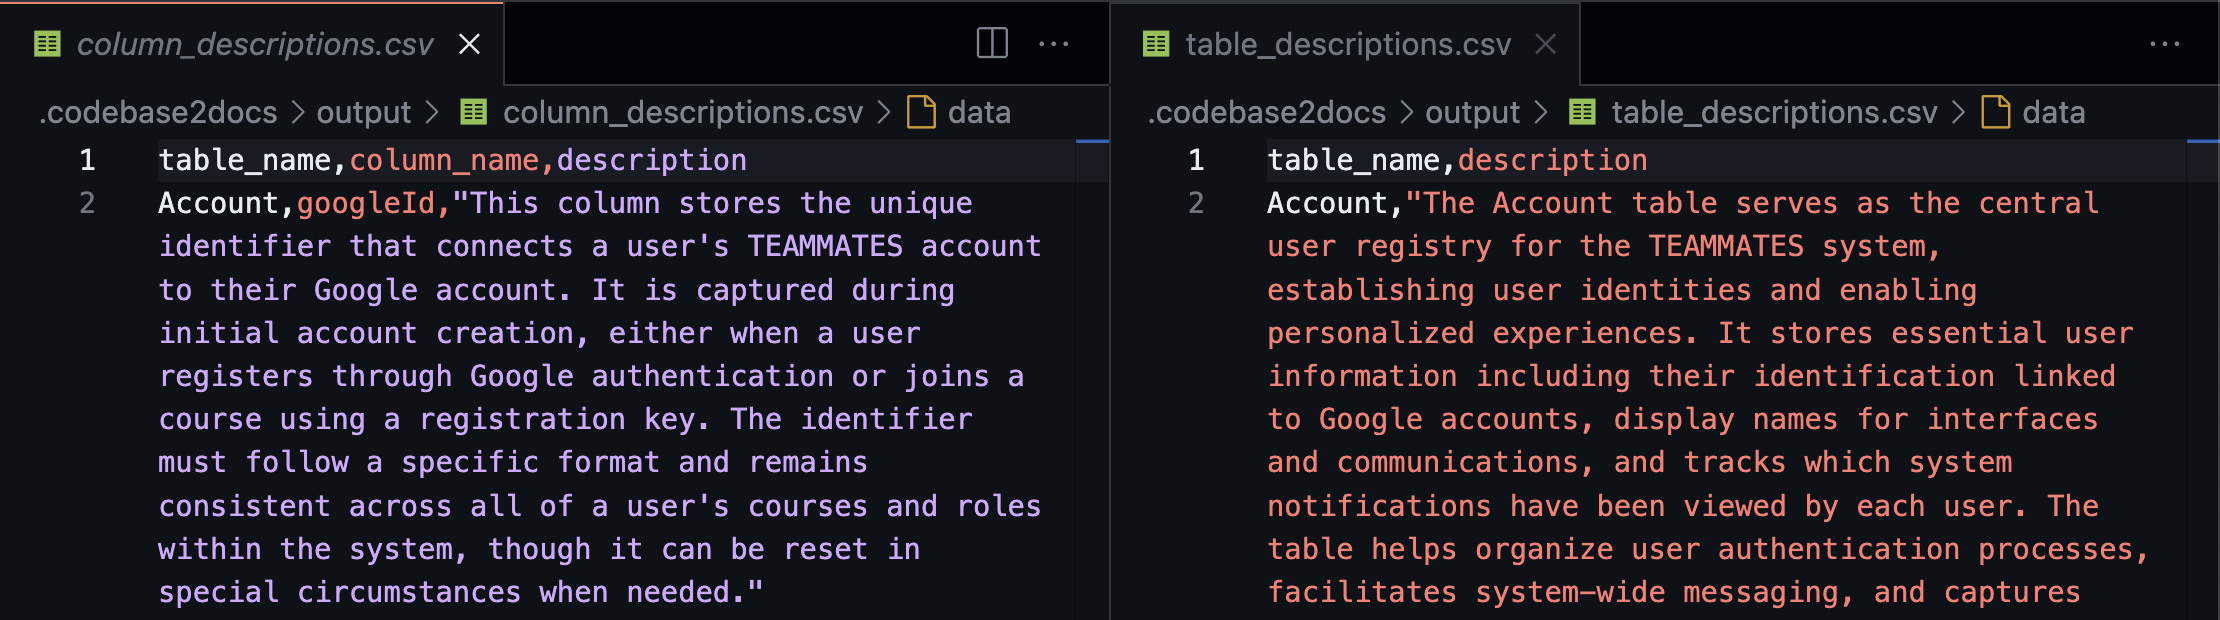 column_descriptions.csv
.codebase2docs > output > column_descriptions.csv > data
1 table_name,column_name,description
2 Account,googleId,"This column stores the unique
identifier that connects a user's TEAMMATES account
to their Google account. It is captured during
initial account creation, either when a user
registers through Google authentication or joins a
course using a registration key. The identifier
must follow a specific format and remains
consistent across all of a user's courses and roles
within the system, though it can be reset in
special circumstances when needed."
table_descriptions.csv
.codebase2docs > output > table_descriptions.csv > data
1 table_name,description
2 Account,"The Account table serves as the central
user registry for the TEAMMATES system,
establishing user identities and enabling
personalized experiences. It stores essential user
information including their identification linked
to Google accounts, display names for interfaces
and communications, and tracks which system
notifications have been viewed by each user. The
table helps organize user authentication processes,
facilitates system-wide messaging, and captures